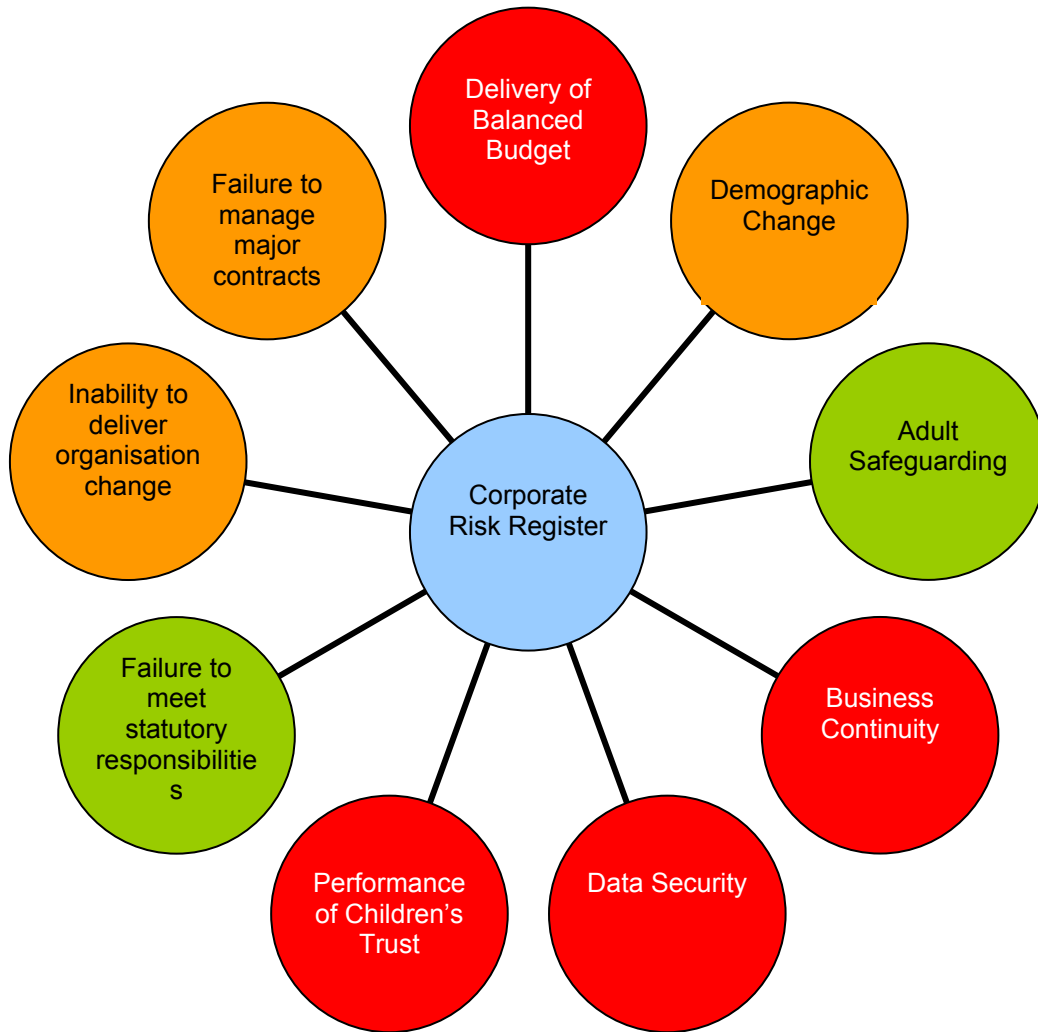 Delivery of
Balanced
Budget
Demographic
Change
Adult
Safeguarding
Business
Continuity
Data Security
Performance
of Children’s
Trust
Failure to
meet
statutory
responsibilitie
s
Inability to
deliver
organisation
change
Failure to
manage
major
contracts
Corporate
Risk Register